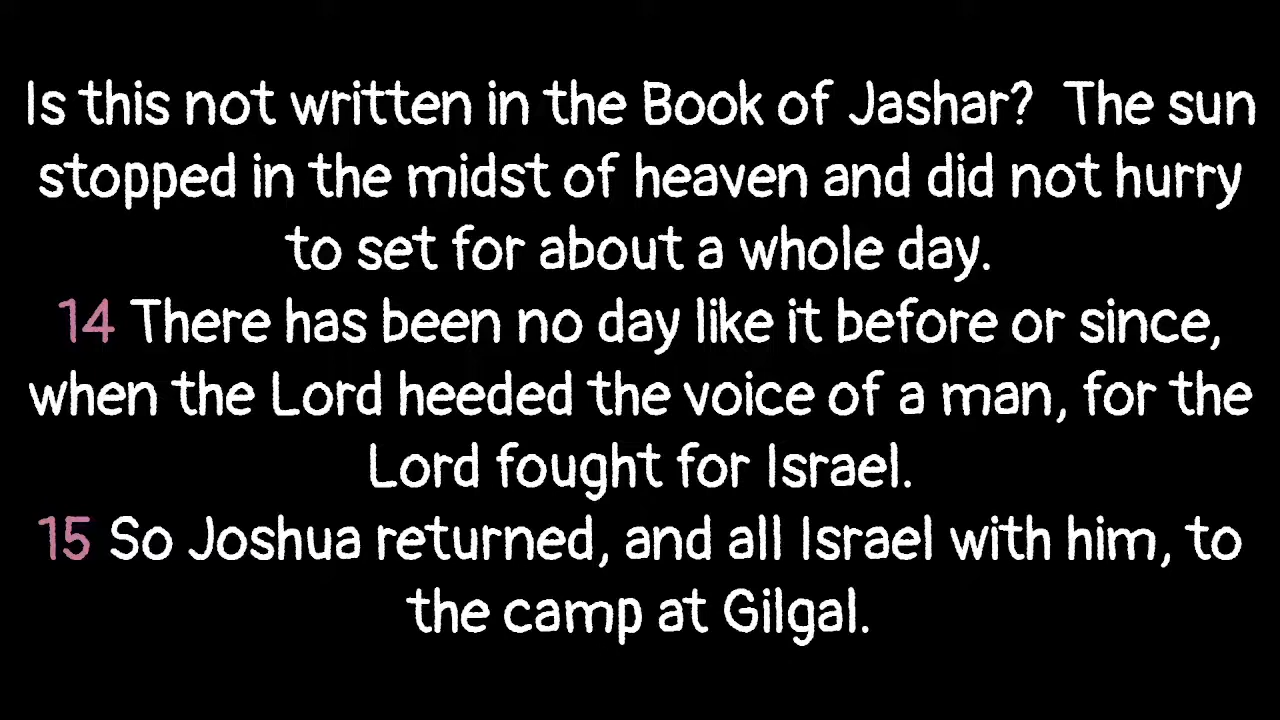 Is this not written in the Book of Jashar?  The sun
stopped in the midst of heaven and did not hurry
to set for about a whole day.
14 There has been no day like it before or since,
when the Lord heeded the voice of a man, for the
Lord fought for Israel.
15 So Joshua returned, and all Israel with him, to
the camp at Gilgal.